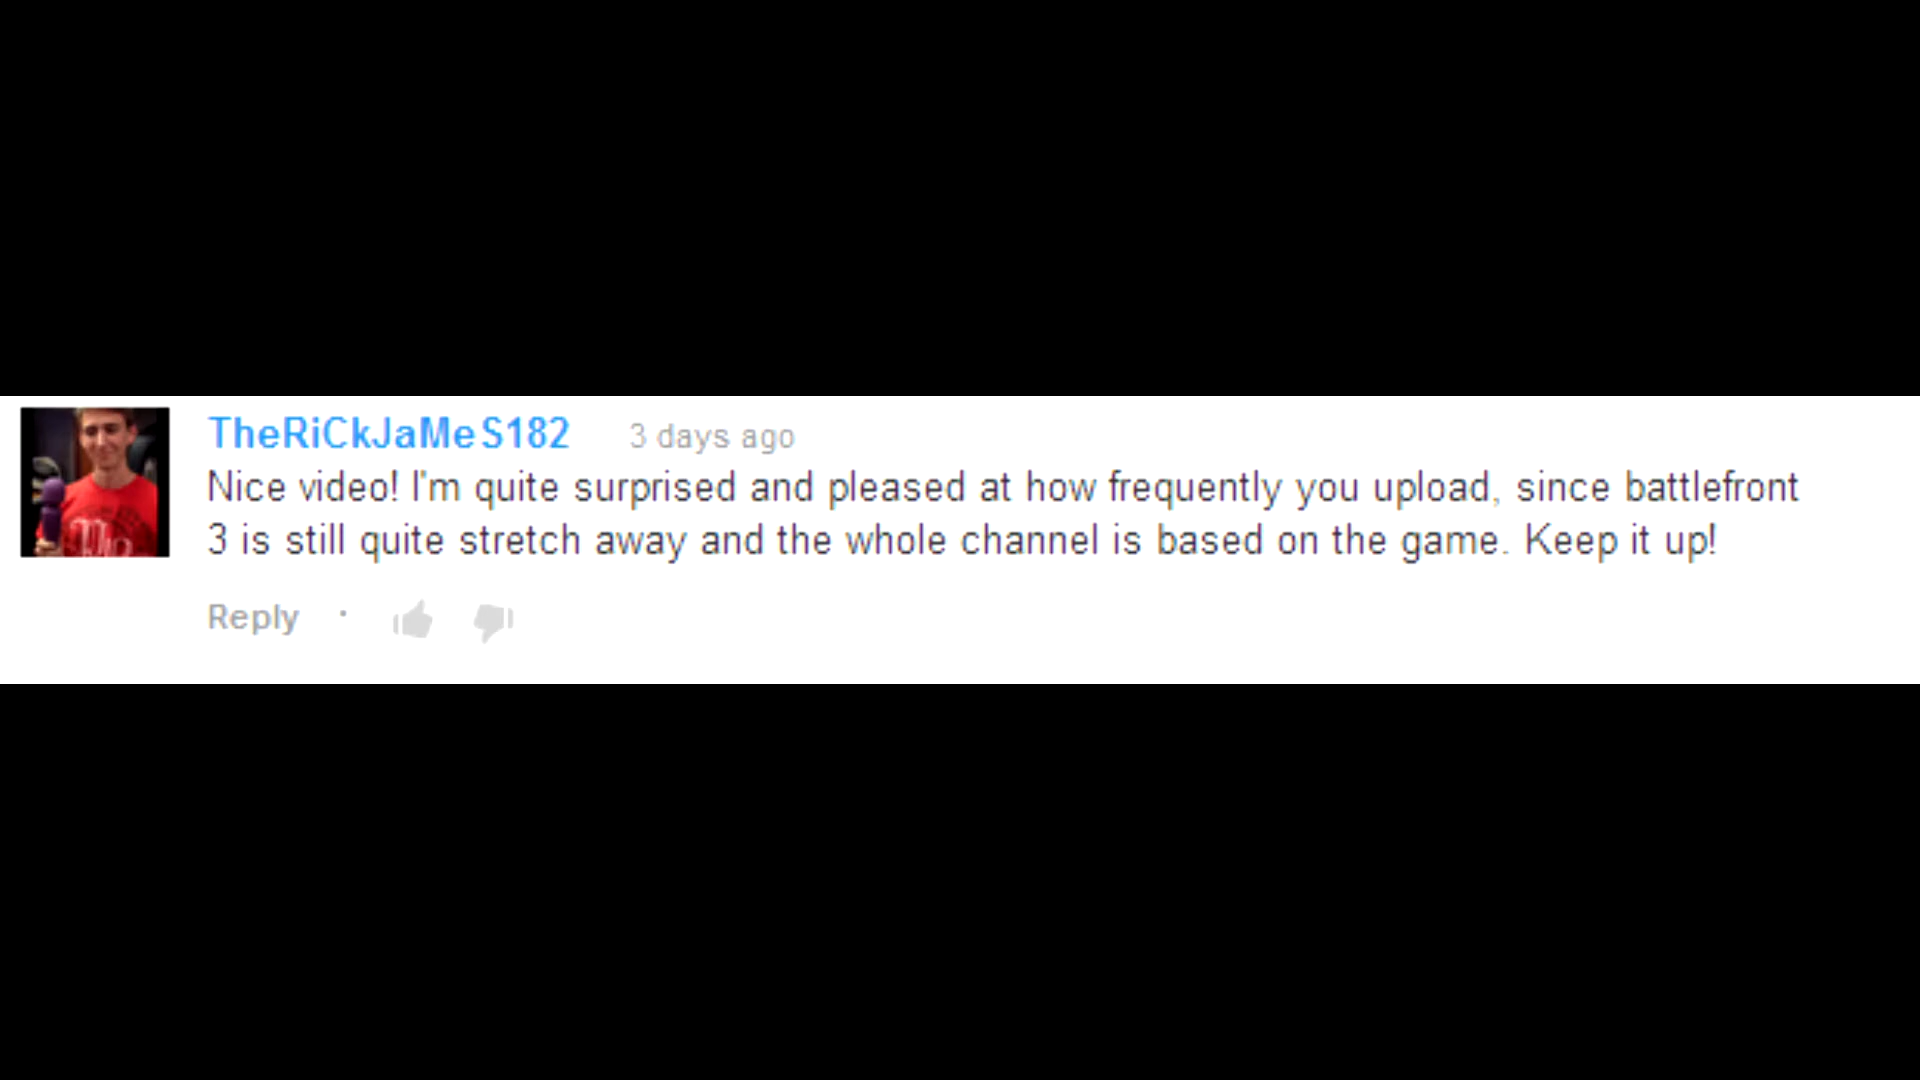 TheRiCkJaMeS182 3 days ago
Nice video! I'm quite surprised and pleased at how frequently you upload, since battlefront
3 is still quite stretch away and the whole channel is based on the game. Keep it up!
Reply ·